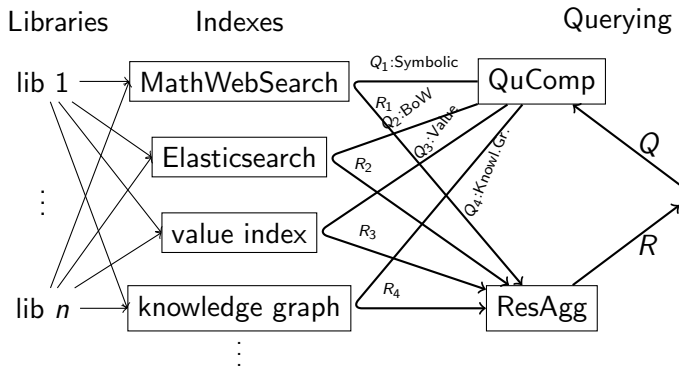 Libraries Indexes Querying
lib 1 MathWebSearch Q1:Symbolic QuComp
R1
Q2:BoW
Q3:Value
Q
Elasticsearch R2
Q4:Knowl.Gr.
⋮
value index R3 R
lib n knowledge graph R4 ResAgg
⋮